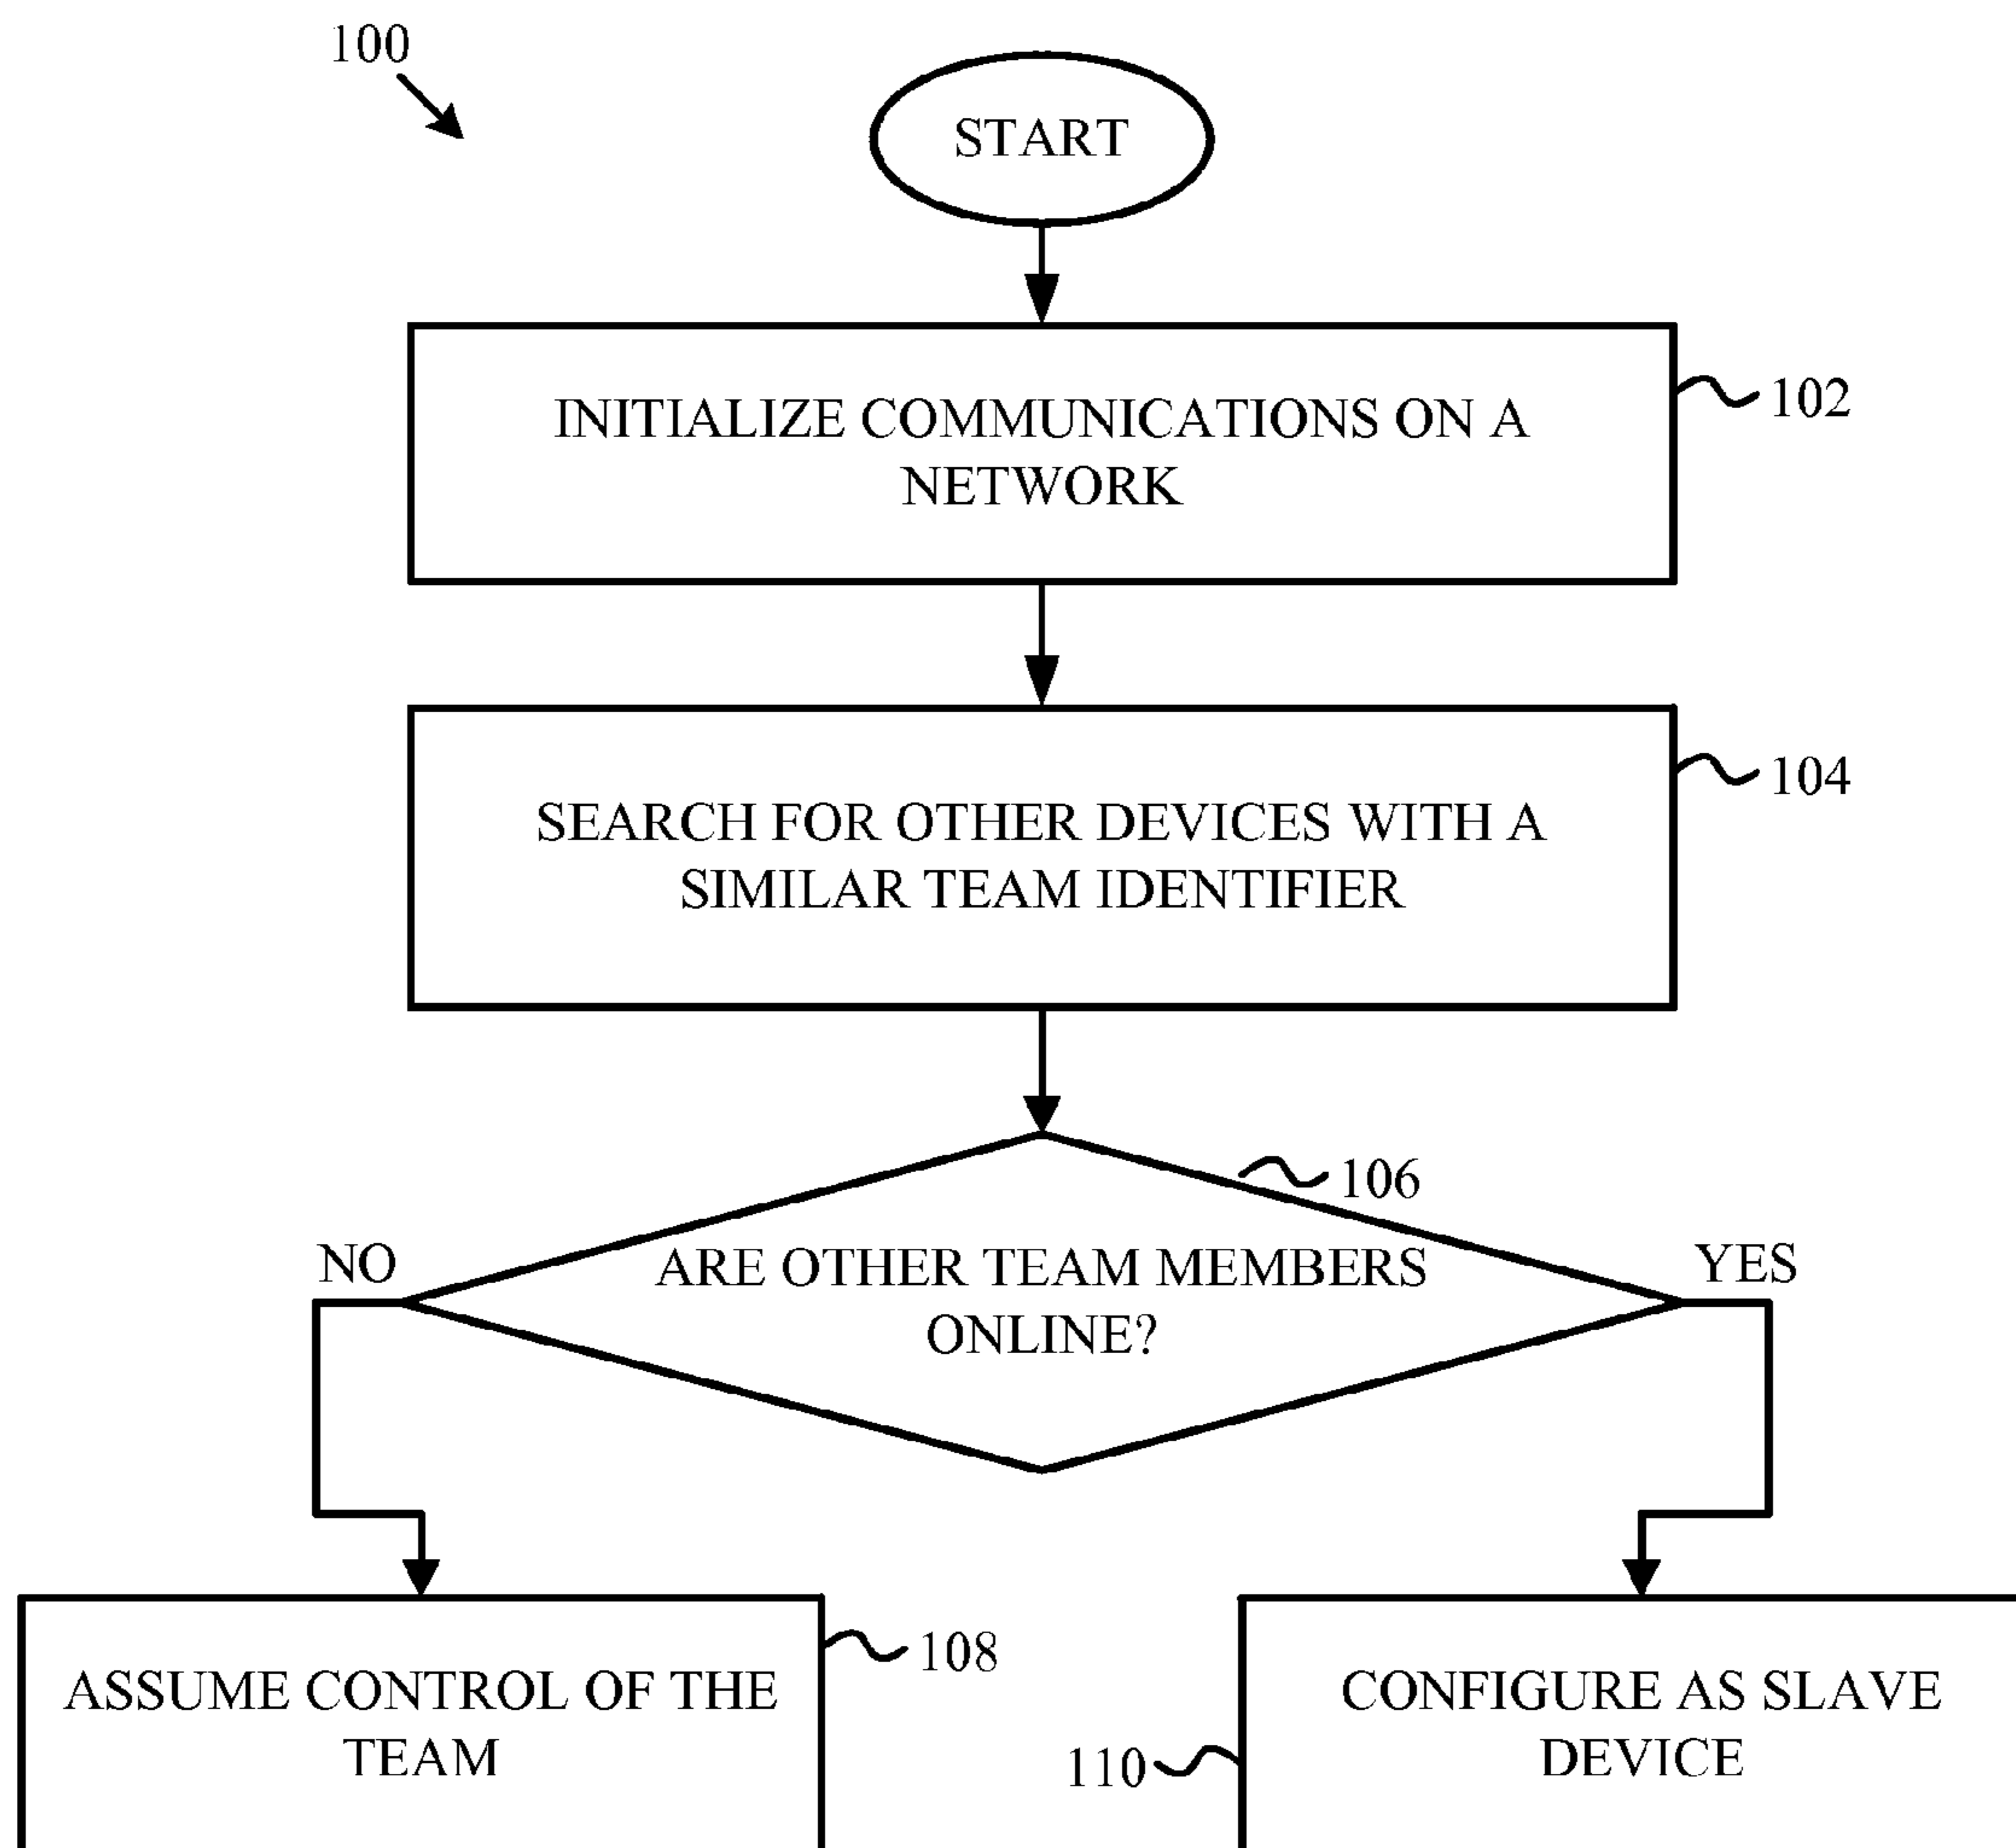 100
START
INITIALIZE COMMUNICATIONS ON A
NETWORK
102
SEARCH FOR OTHER DEVICES WITH A
SIMILAR TEAM IDENTIFIER
104
106
NO
ARE OTHER TEAM MEMBERS
ONLINE?
YES
ASSUME CONTROL OF THE
TEAM
108
CONFIGURE AS SLAVE
DEVICE
110